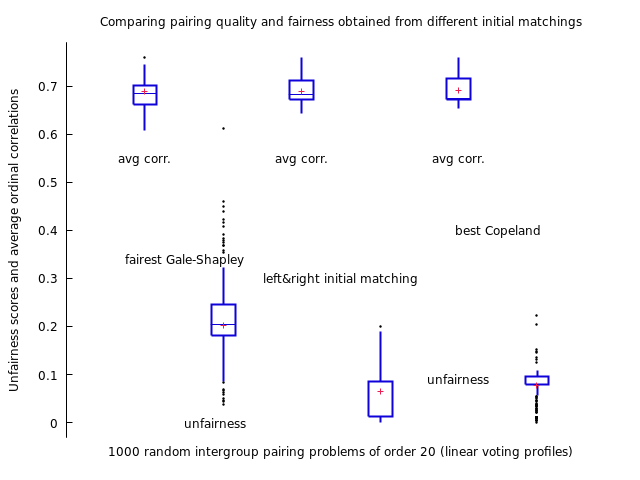 Comparing pairing quality and fairness obtained from different initial matchings
Unfairness scores and average ordinal correlations
0.7
0.6
0.5
0.4
0.3
0.2
0.1
0
avg corr.
avg corr.
avg corr.
best Copeland
fairest Gale-Shapley
left&right initial matching
unfairness
unfairness
1000 random intergroup pairing problems of order 20 (linear voting profiles)